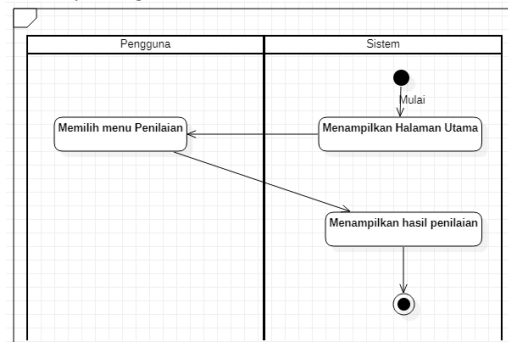 Pengguna
Sistem
Mulai
Memilih menu Penilaian
Menampilkan Halaman Utama
Menampilkan hasil penilaian